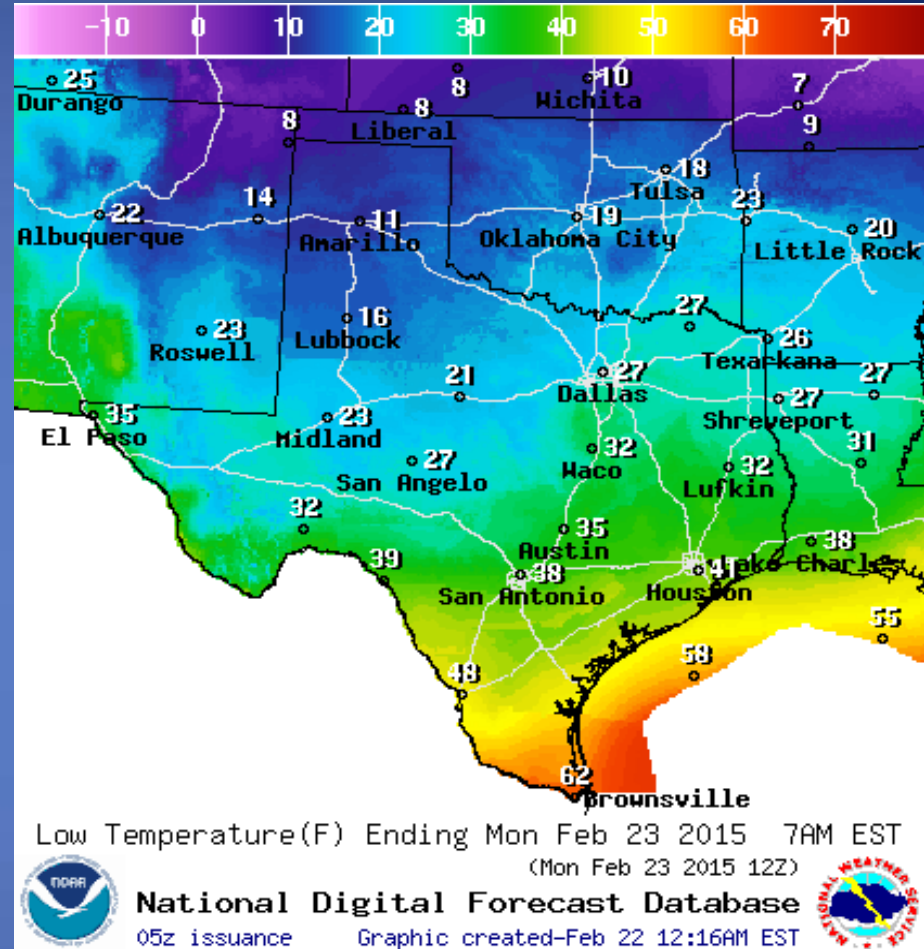 -10 0 10 20 30 40 50 60 70
25
Durango
8
8
Liberal
8
10
Wichita
7
9
18
Tulsa
22
Albuquerque
14
11
Amarillo
19
Oklahoma City
23
20
Little Rock
23
Roswell
16
Lubbock
27
26
Texarkana
21
27
Dallas
27
Shreveport
27
35
El Paso
23
Midland
27
San Angelo
32
Waco
32
Lufkin
31
32
35
Austin
39
38
San Antonio
41
Houston
38
Lake Charles
48
58
55
62
Brownsville
Low Temperature(F) Ending Mon Feb 23 2015 7AM EST
(Mon Feb 23 2015 12Z)
noaa
National Digital Forecast Database
05z issuance Graphic created-Feb 22 12:16AM EST
NATIONAL WEATHER SERVICE